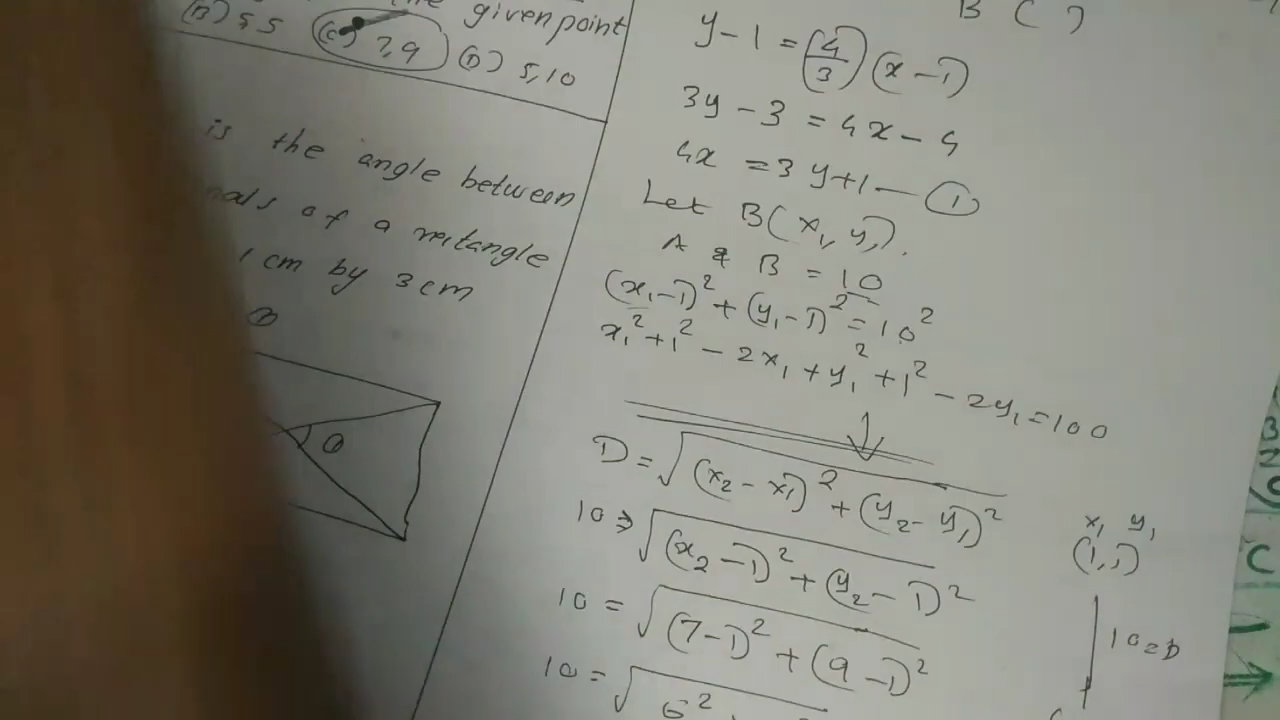 the given point
(B) 5,5 (C) 7,9 (D) 5,10
is the angle between
of a rectangle
1 cm by 3 cm
θ
B ( )
y-1 = (4/3) (x-1)
3y-3 = 4x-4
4x = 3y+1 — ①
Let B(x₁, y₁).
A & B = 10
(x₁-1)² + (y₁-1)² = 10²
x₁² + 1² - 2x₁ + y₁² + 1² - 2y₁ = 100
D = √(x₂-x₁)² + (y₂-y₁)²
x₁ y₁
(1,1)
10 ⇒ √(x₂-1)² + (y₂-1)²
10 = √(7-1)² + (9-1)²
10=D
10 = √6²
C